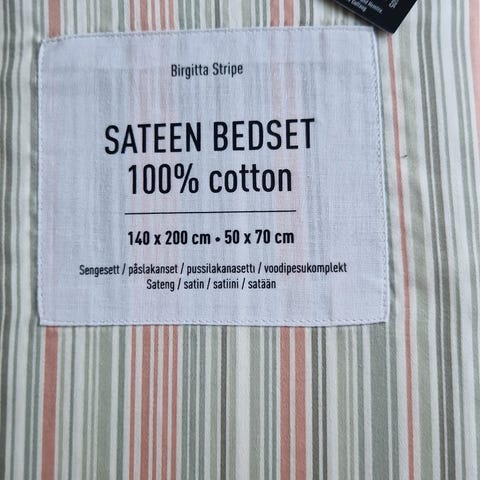 Birgitta Stripe
SATEEN BEDSET
100% cotton
140 x 200 cm • 50 x 70 cm
Sengesett / påslakanset / pussilakanasetti / voodipesukomplekt
Sateng / satin / satiini / satään